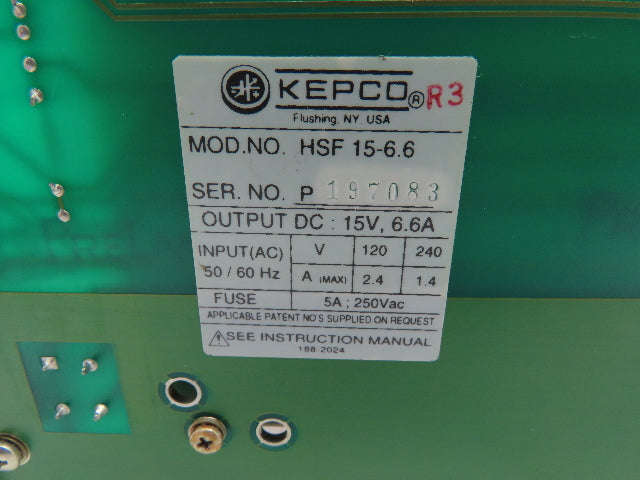 KEPCO® R3
Flushing, NY. USA
MOD.NO. HSF 15-6.6
SER. NO. P 197083
OUTPUT DC : 15V, 6.6A
INPUT(AC) V 120 240
50 / 60 Hz A (MAX) 2.4 1.4
FUSE 5A ; 250Vac
APPLICABLE PATENT NO'S SUPPLIED ON REQUEST
SEE INSTRUCTION MANUAL
188-2024